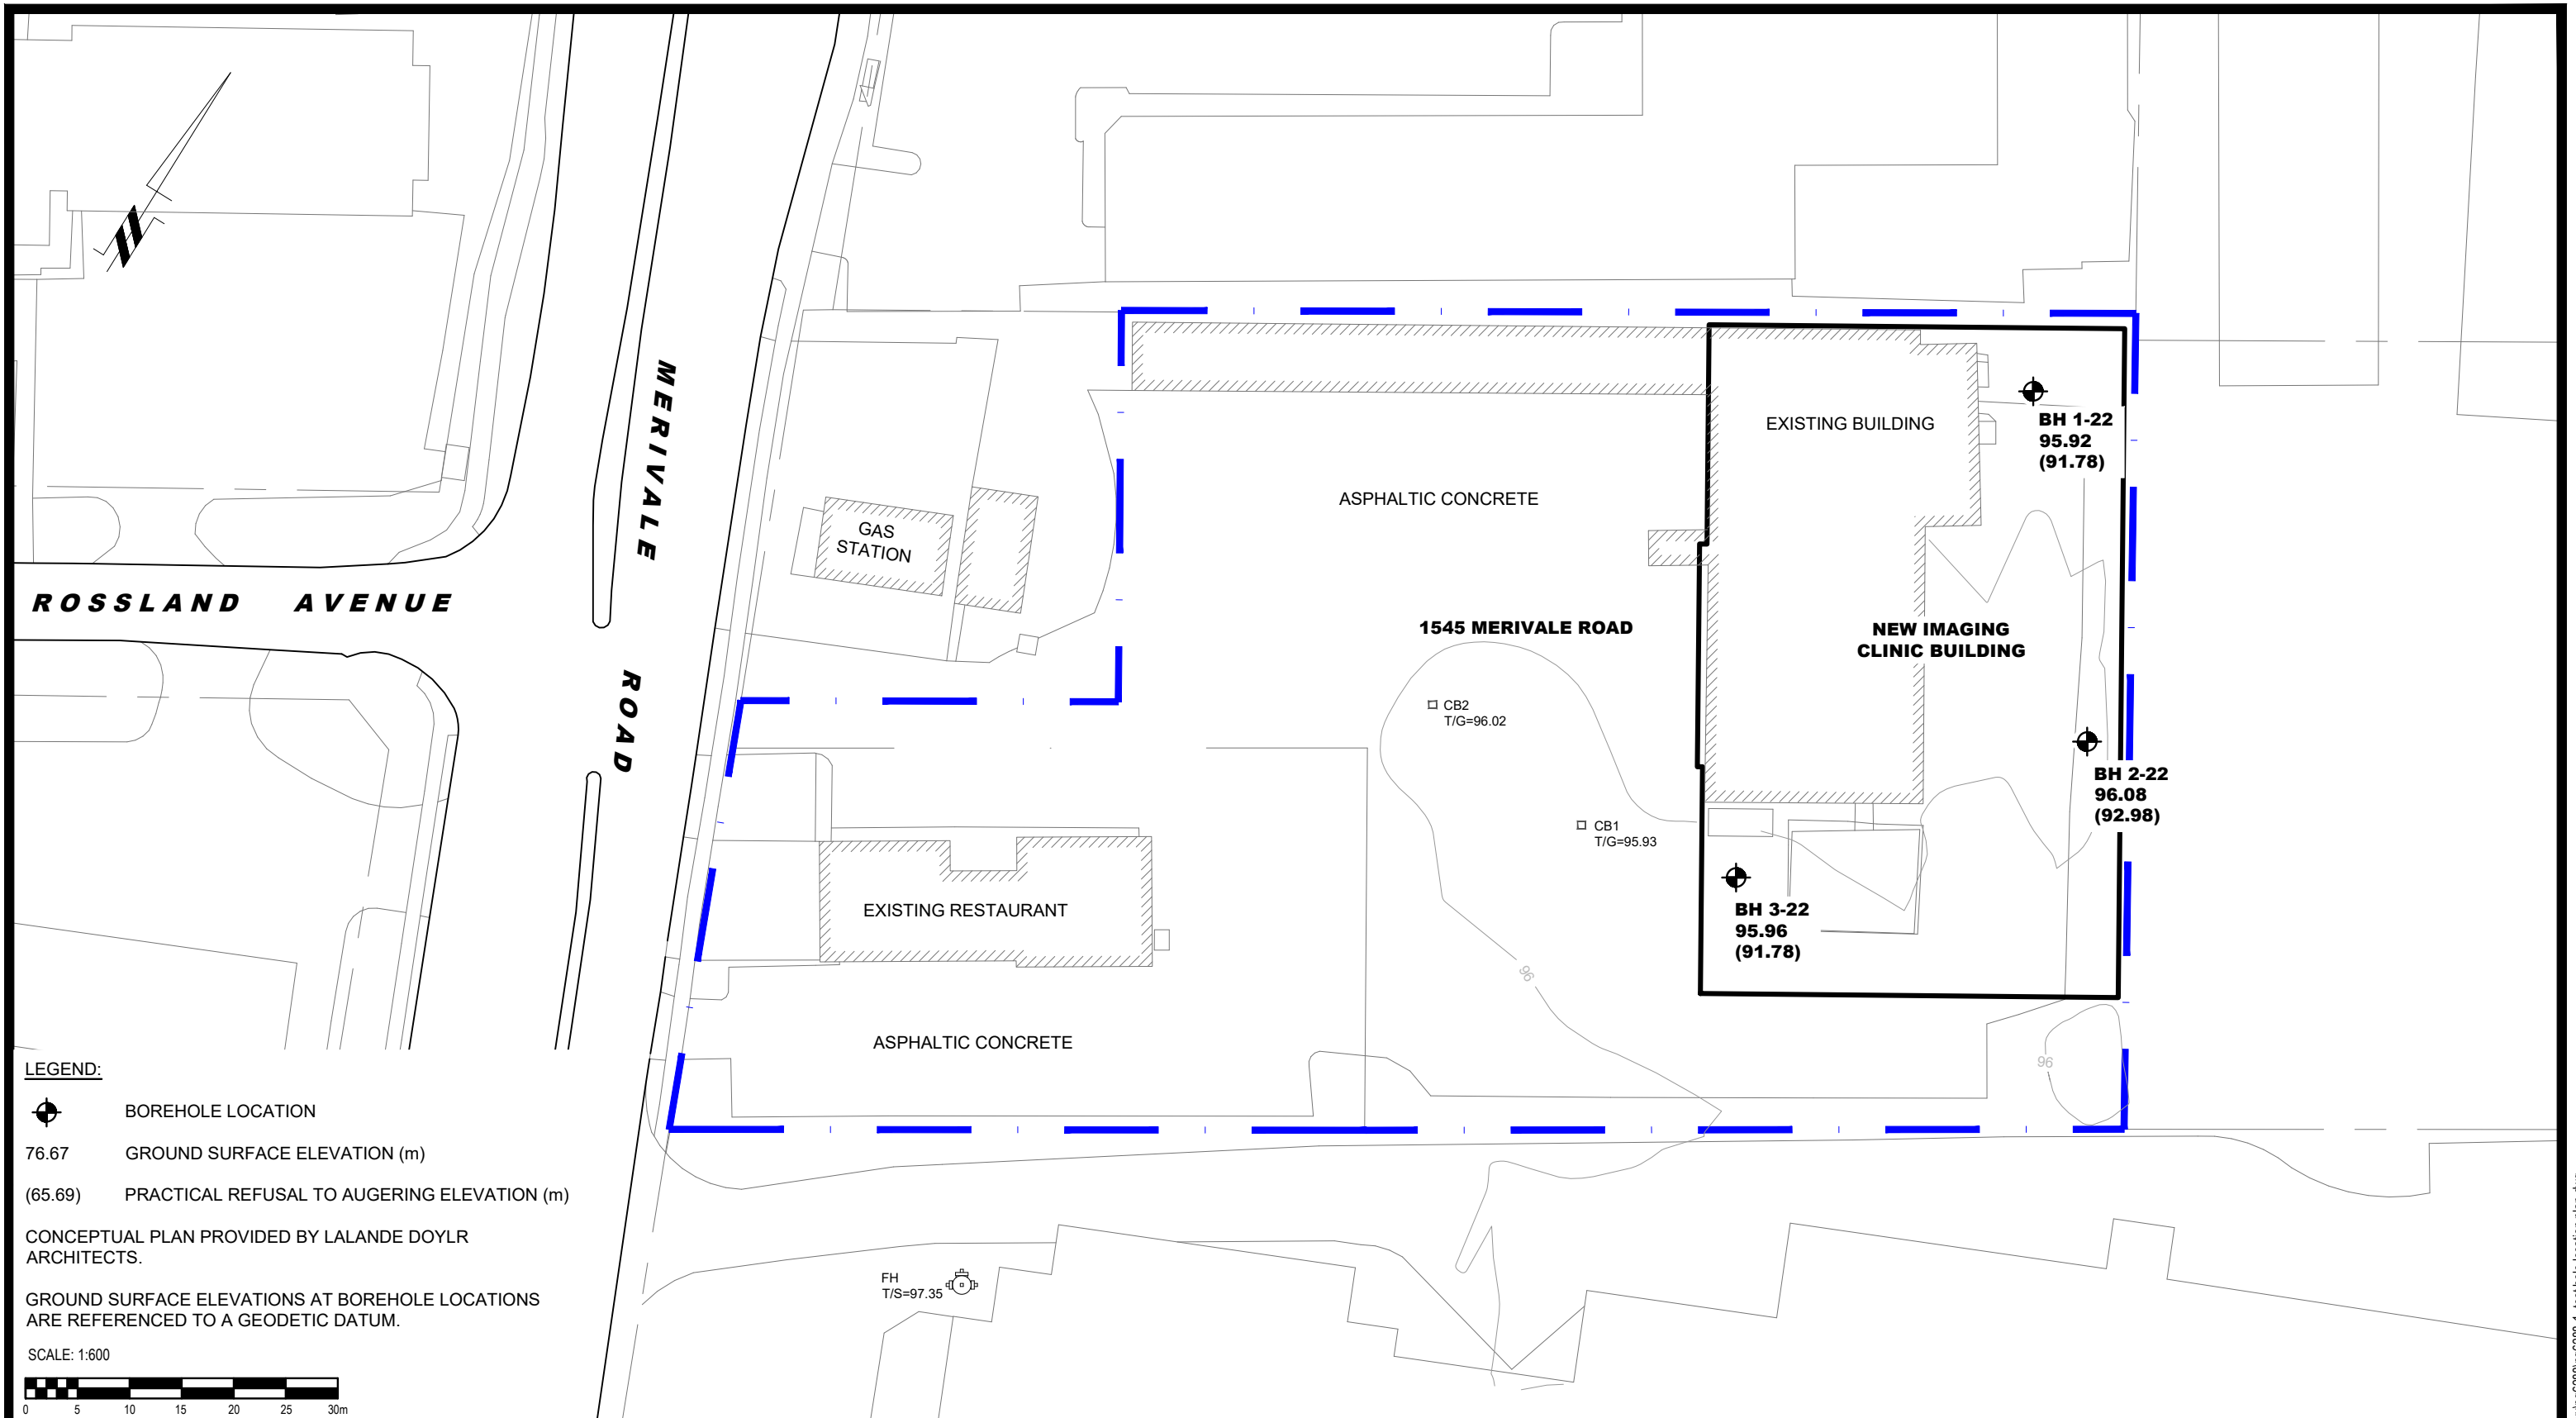 MERIVALE
ROAD
ROSSLAND AVENUE
GAS
STATION
ASPHALTIC CONCRETE
EXISTING BUILDING
BH 1-22
95.92
(91.78)
1545 MERIVALE ROAD
NEW IMAGING
CLINIC BUILDING
CB2
T/G=96.02
BH 2-22
96.08
(92.98)
CB1
T/G=95.93
EXISTING RESTAURANT
BH 3-22
95.96
(91.78)
96
ASPHALTIC CONCRETE
96
LEGEND:
BOREHOLE LOCATION
76.67 GROUND SURFACE ELEVATION (m)
(65.69) PRACTICAL REFUSAL TO AUGERING ELEVATION (m)
CONCEPTUAL PLAN PROVIDED BY LALANDE DOYLR
ARCHITECTS.
GROUND SURFACE ELEVATIONS AT BOREHOLE LOCATIONS
ARE REFERENCED TO A GEODETIC DATUM.
FH
T/S=97.35
SCALE: 1:600
0 5 10 15 20 25 30m